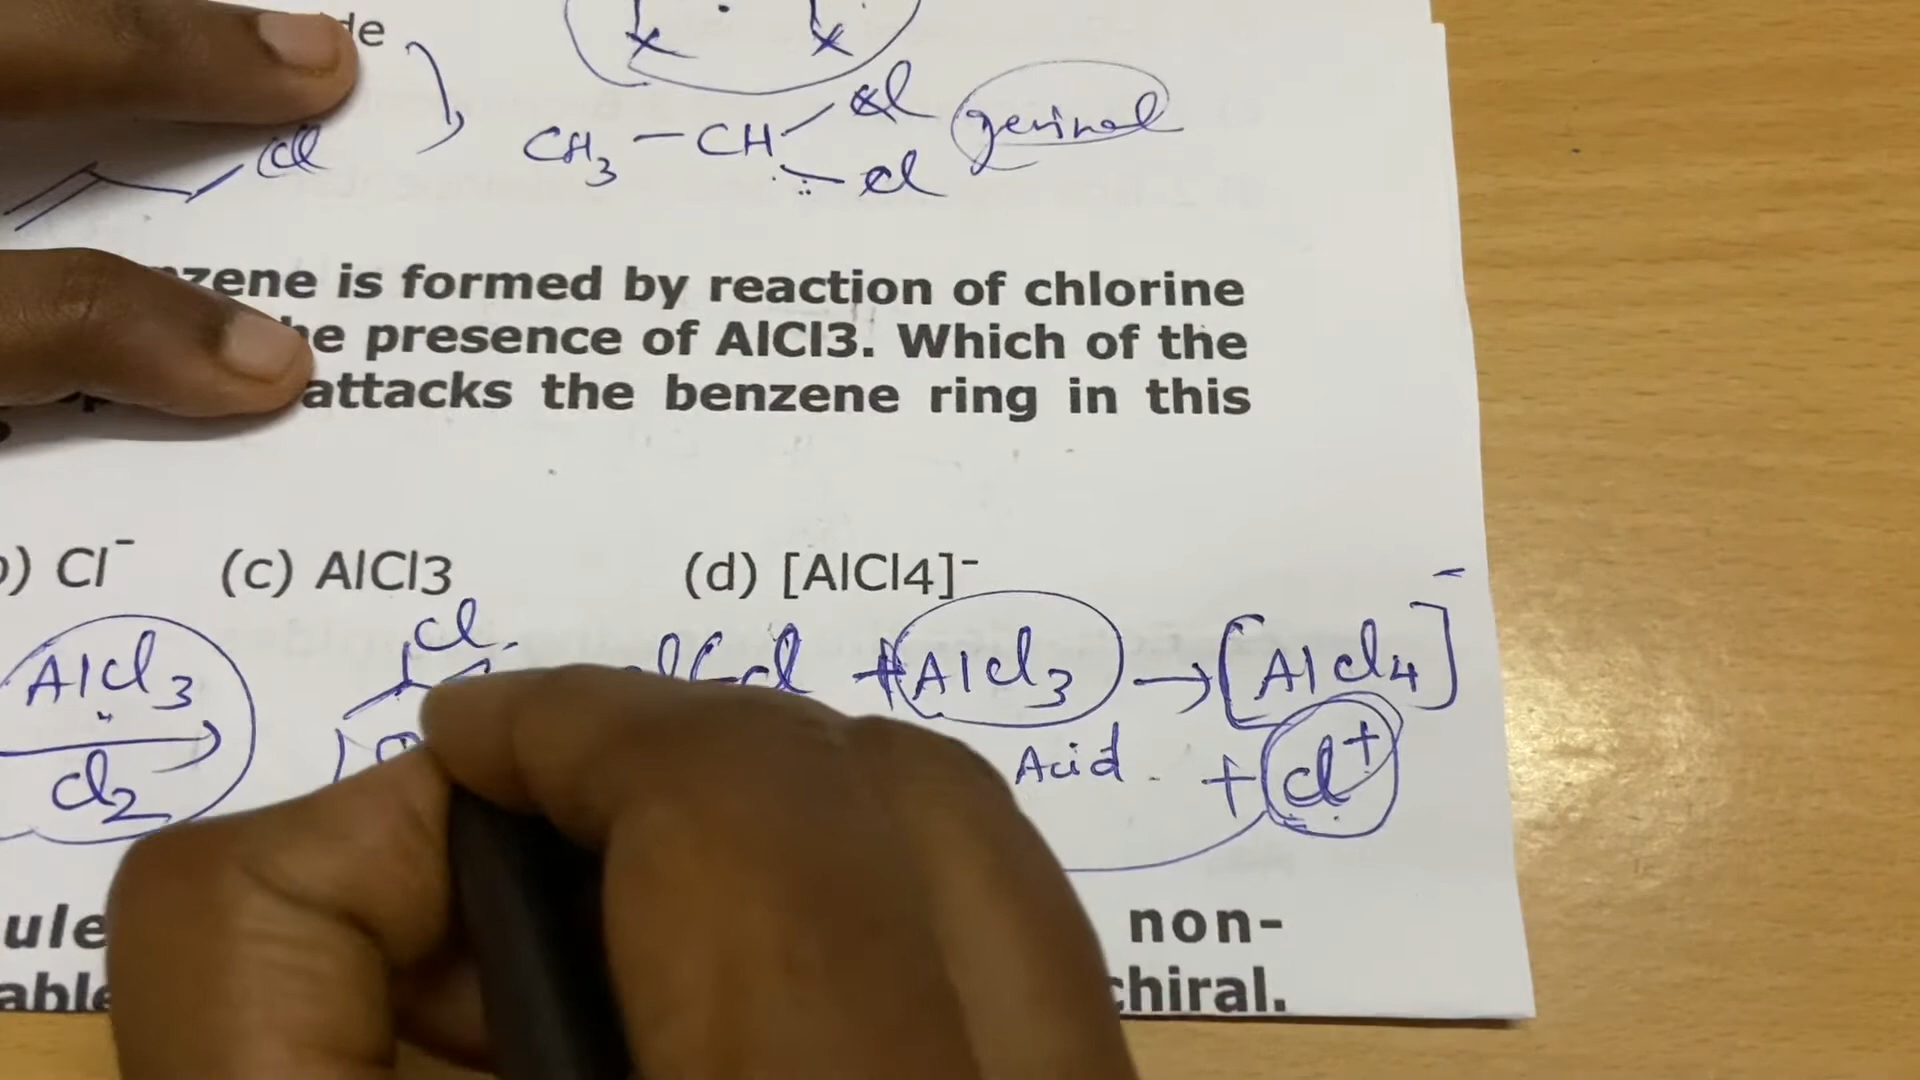 de
x x
CH3 - CH Cl Cl geminal
Cl
zene is formed by reaction of chlorine
he presence of AlCl3. Which of the
attacks the benzene ring in this
) Cl⁻ (c) AlCl3 (d) [AlCl4]⁻
AlCl3 Cl Cl + AlCl3 → [AlCl4]⁻
Cl2 Acid + Cl⁺
ule non-
able chiral.